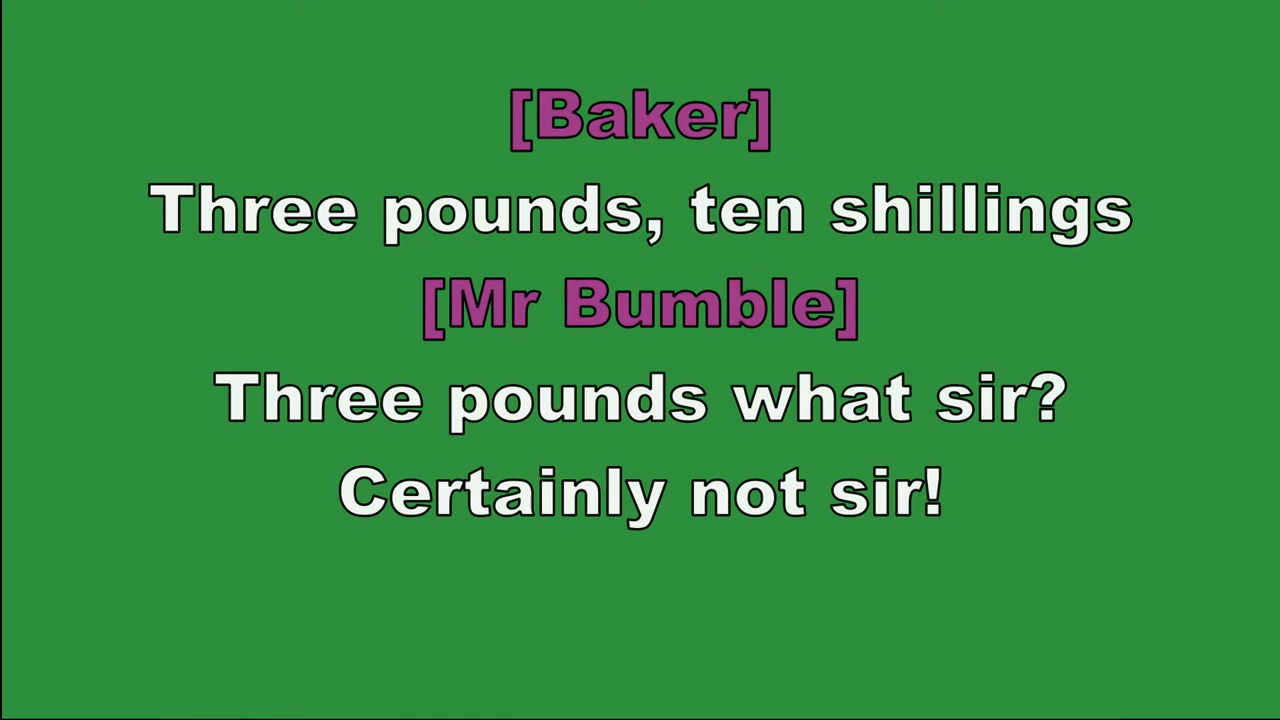 [Baker]
Three pounds, ten shillings
[Mr Bumble]
Three pounds what sir?
Certainly not sir!